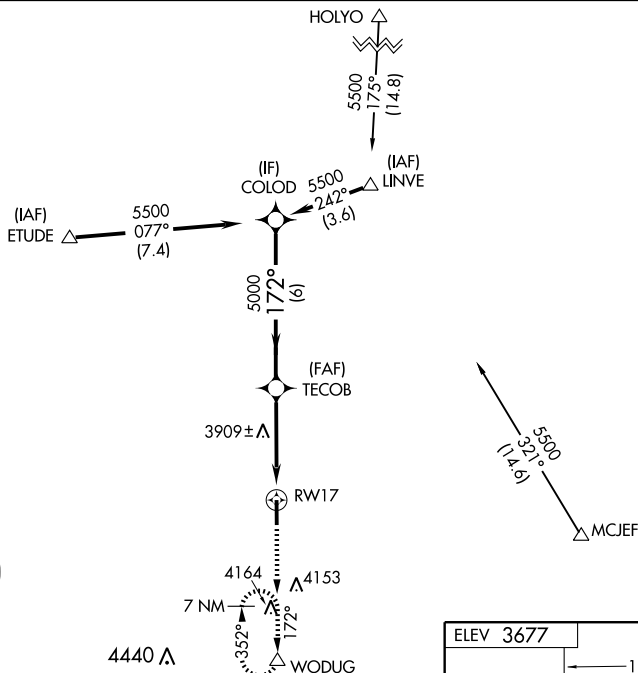 HOLYO
5500
175°
(14.8)
(IF)
COLOD
5500
242°
(3.6)
(IAF)
LINVE
(IAF)
ETUDE
5500
077°
(7.4)
5000
172°
(6)
(FAF)
TECOB
3909±
5500
321°
(14.6)
RW17
MCJEF
4164
4153
7 NM
352°
172°
4440
WODUG
ELEV 3677
1